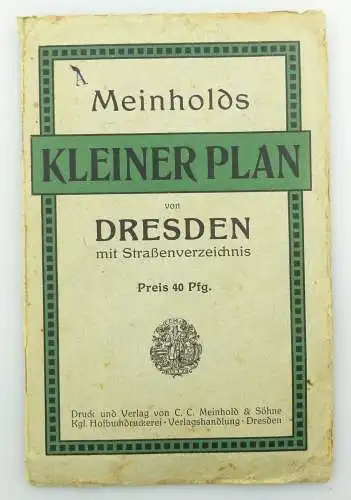 Meinholds
KLEINER PLAN
von
DRESDEN
mit Straßenverzeichnis
Preis 40 Pfg.
Druck und Verlag von C. C. Meinhold & Söhne
Kgl. Hofbuchdruckerei · Verlagshandlung · Dresden